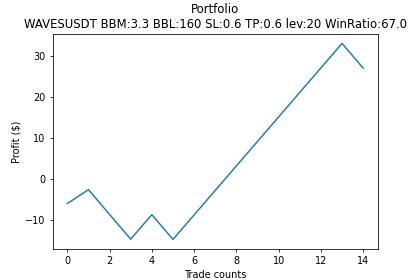 Portfolio
WAVESUSDT BBM:3.3 BBL:160 SL:0.6 TP:0.6 lev:20 WinRatio:67.0
30
20
10
0
−10
Profit ($)
0 2 4 6 8 10 12 14
Trade counts